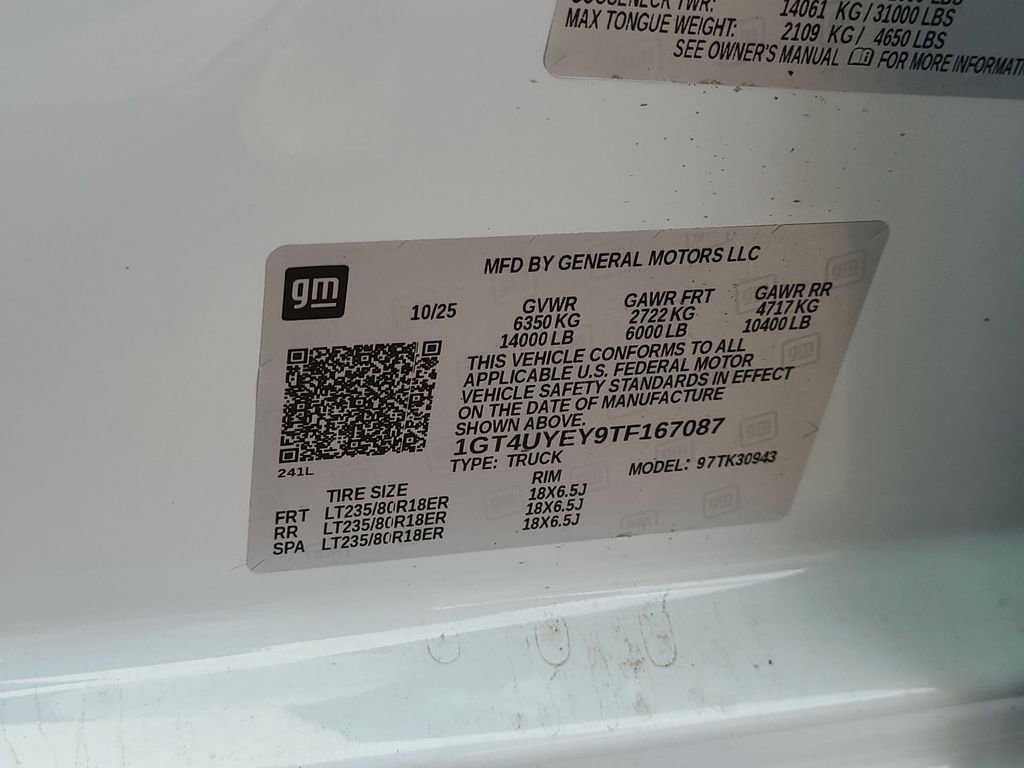 14061 KG/31000 LBS
MAX TONGUE WEIGHT: 2109 KG/ 4650 LBS
SEE OWNER'S MANUAL FOR MORE
gm
MFD BY GENERAL MOTORS LLC
10/25 GVWR GAWR FRT GAWR RR
6350 KG 2722 KG 4717 KG
14000 LB 6000 LB 10400 LB
THIS VEHICLE CONFORMS TO ALL
APPLICABLE U.S. FEDERAL MOTOR
VEHICLE SAFETY STANDARDS IN EFFECT
ON THE DATE OF MANUFACTURE
SHOWN ABOVE.
1GT4UYEY9TF167087
TYPE: TRUCK MODEL: 97TK30943
241L
TIRE SIZE RIM
FRT LT235/80R18ER 18X6.5J
RR LT235/80R18ER 18X6.5J
SPA LT235/80R18ER 18X6.5J